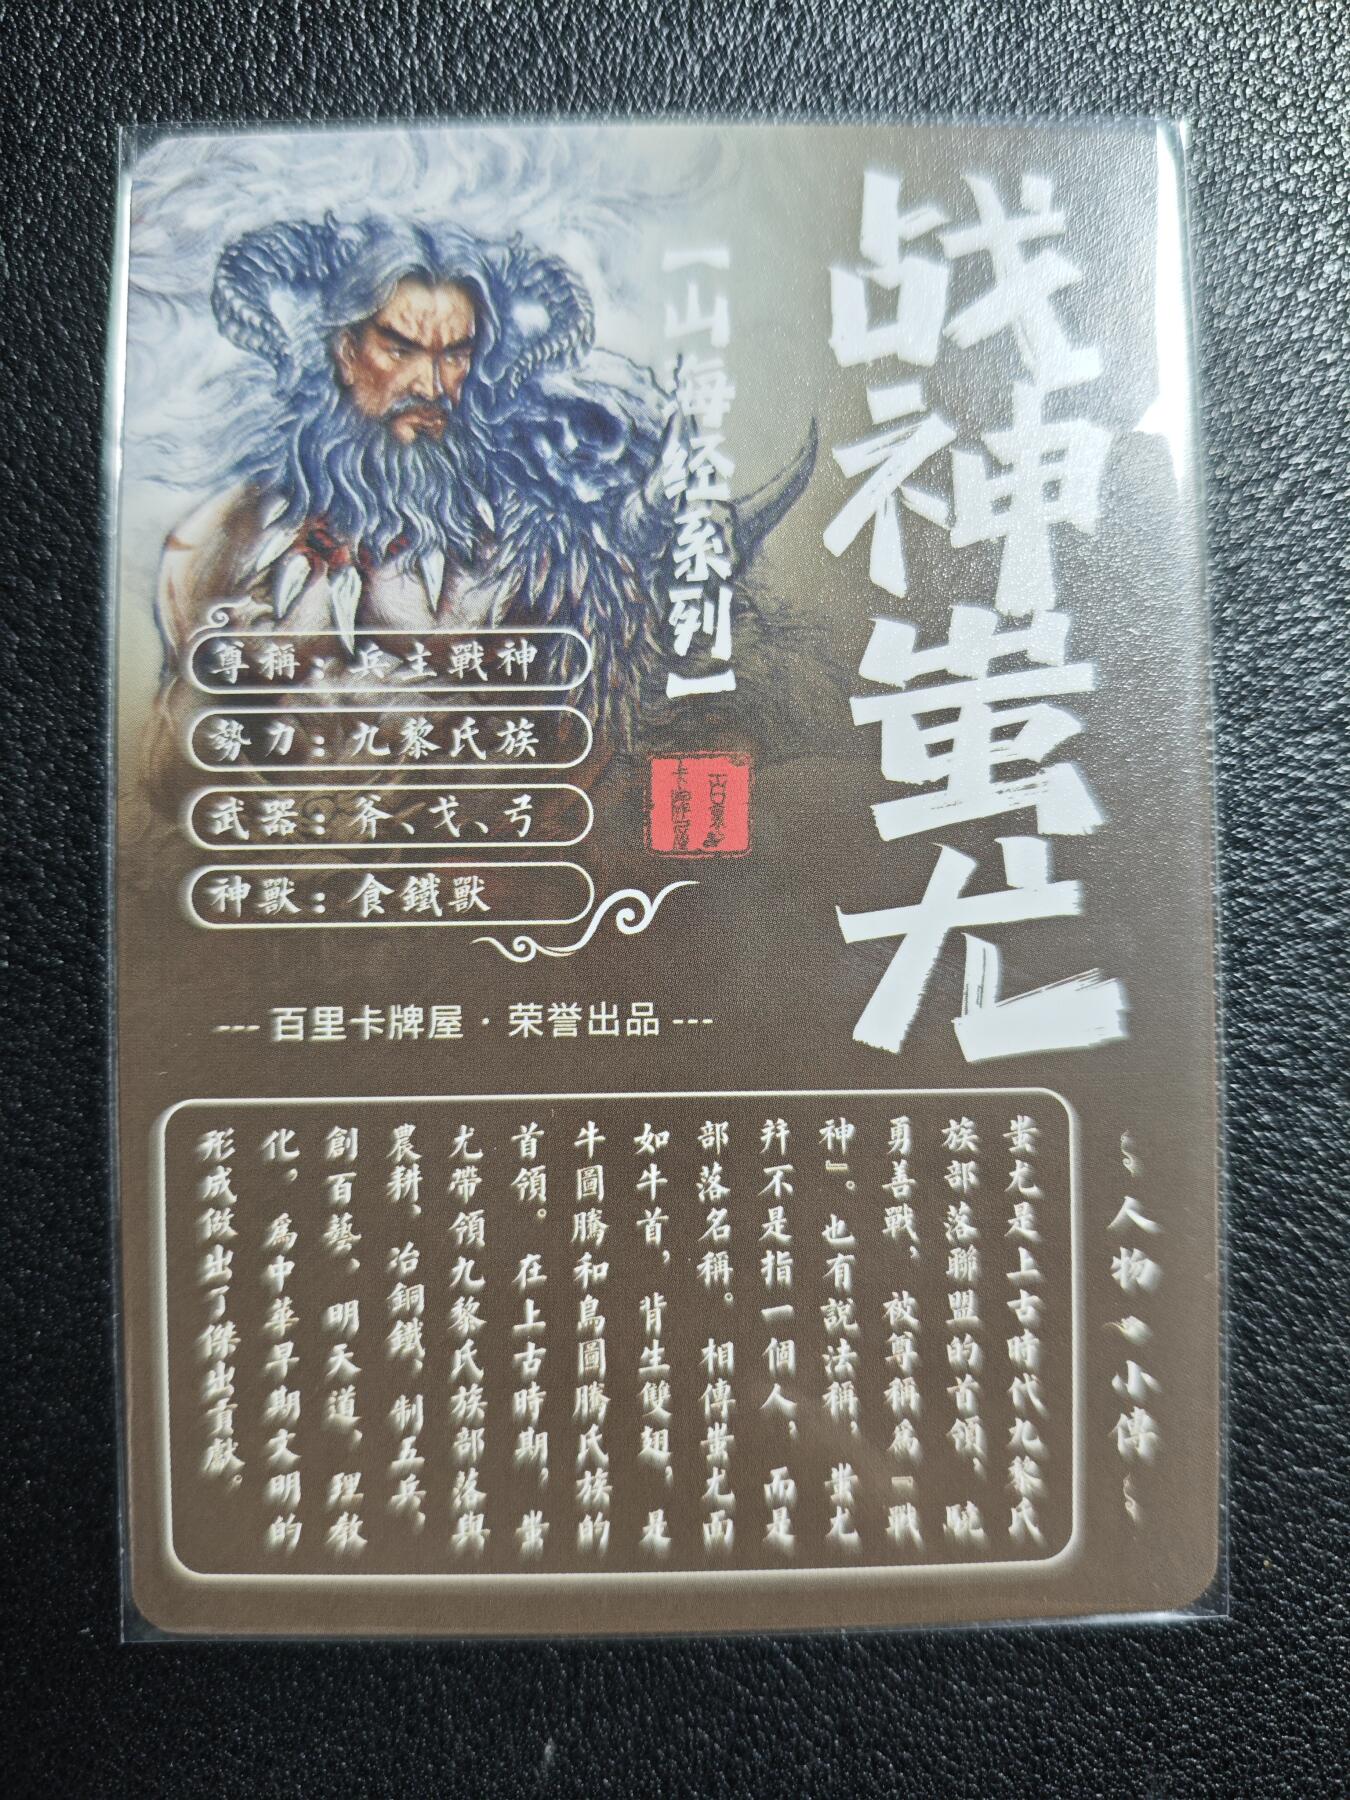 战神蚩尤
【山海经系列】
尊稱：兵主戰神
勢力：九黎氏族
武器：斧、戈、弓
神獸：食鐵獸
百里卡牌屋
--- 百里卡牌屋 · 荣誉出品 ---
人物小傳
蚩尤是上古時代九黎氏
族部落聯盟的首領，驍
勇善戰，被尊稱爲『戰
神』。也有說法稱，蚩尤
并不是指一個人，而是
部落名稱。相傳蚩尤面
如牛首，背生雙翅，是
牛圖騰和鳥圖騰氏族的
首領。在上古時期，蚩
尤帶領九黎氏族部落與
農耕、冶銅鐵、制五兵，
創百藝、明天道，理教
化，爲中華早期文明的
形成做出了傑出貢獻。